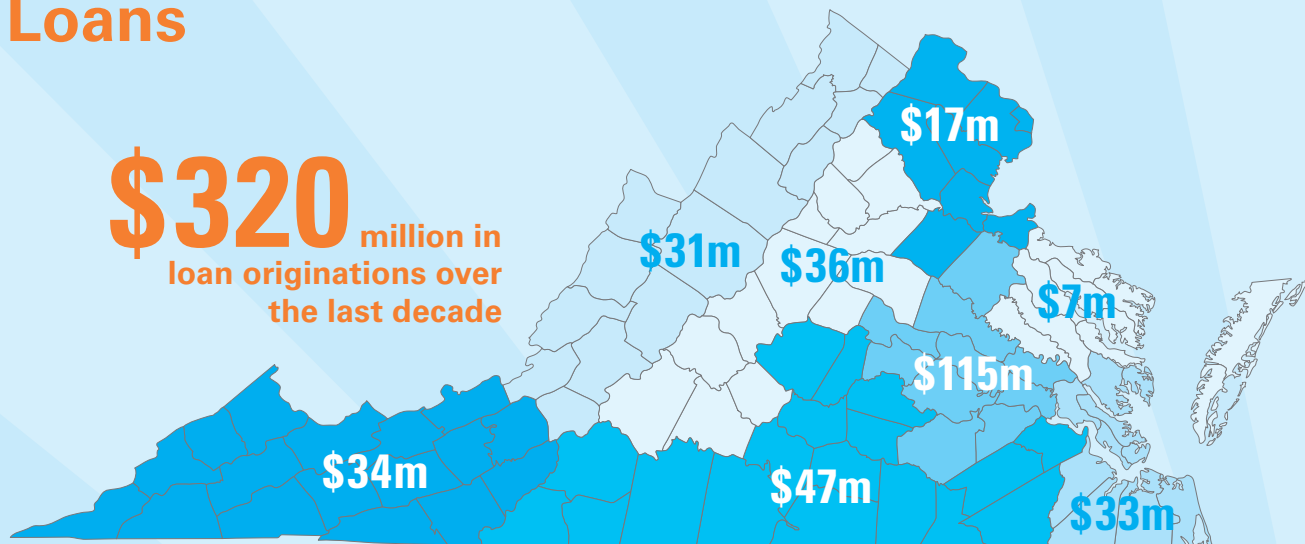 Loans
$320 million in
loan originations over
the last decade
$17m
$31m
$36m
$7m
$115m
$34m
$47m
$33m